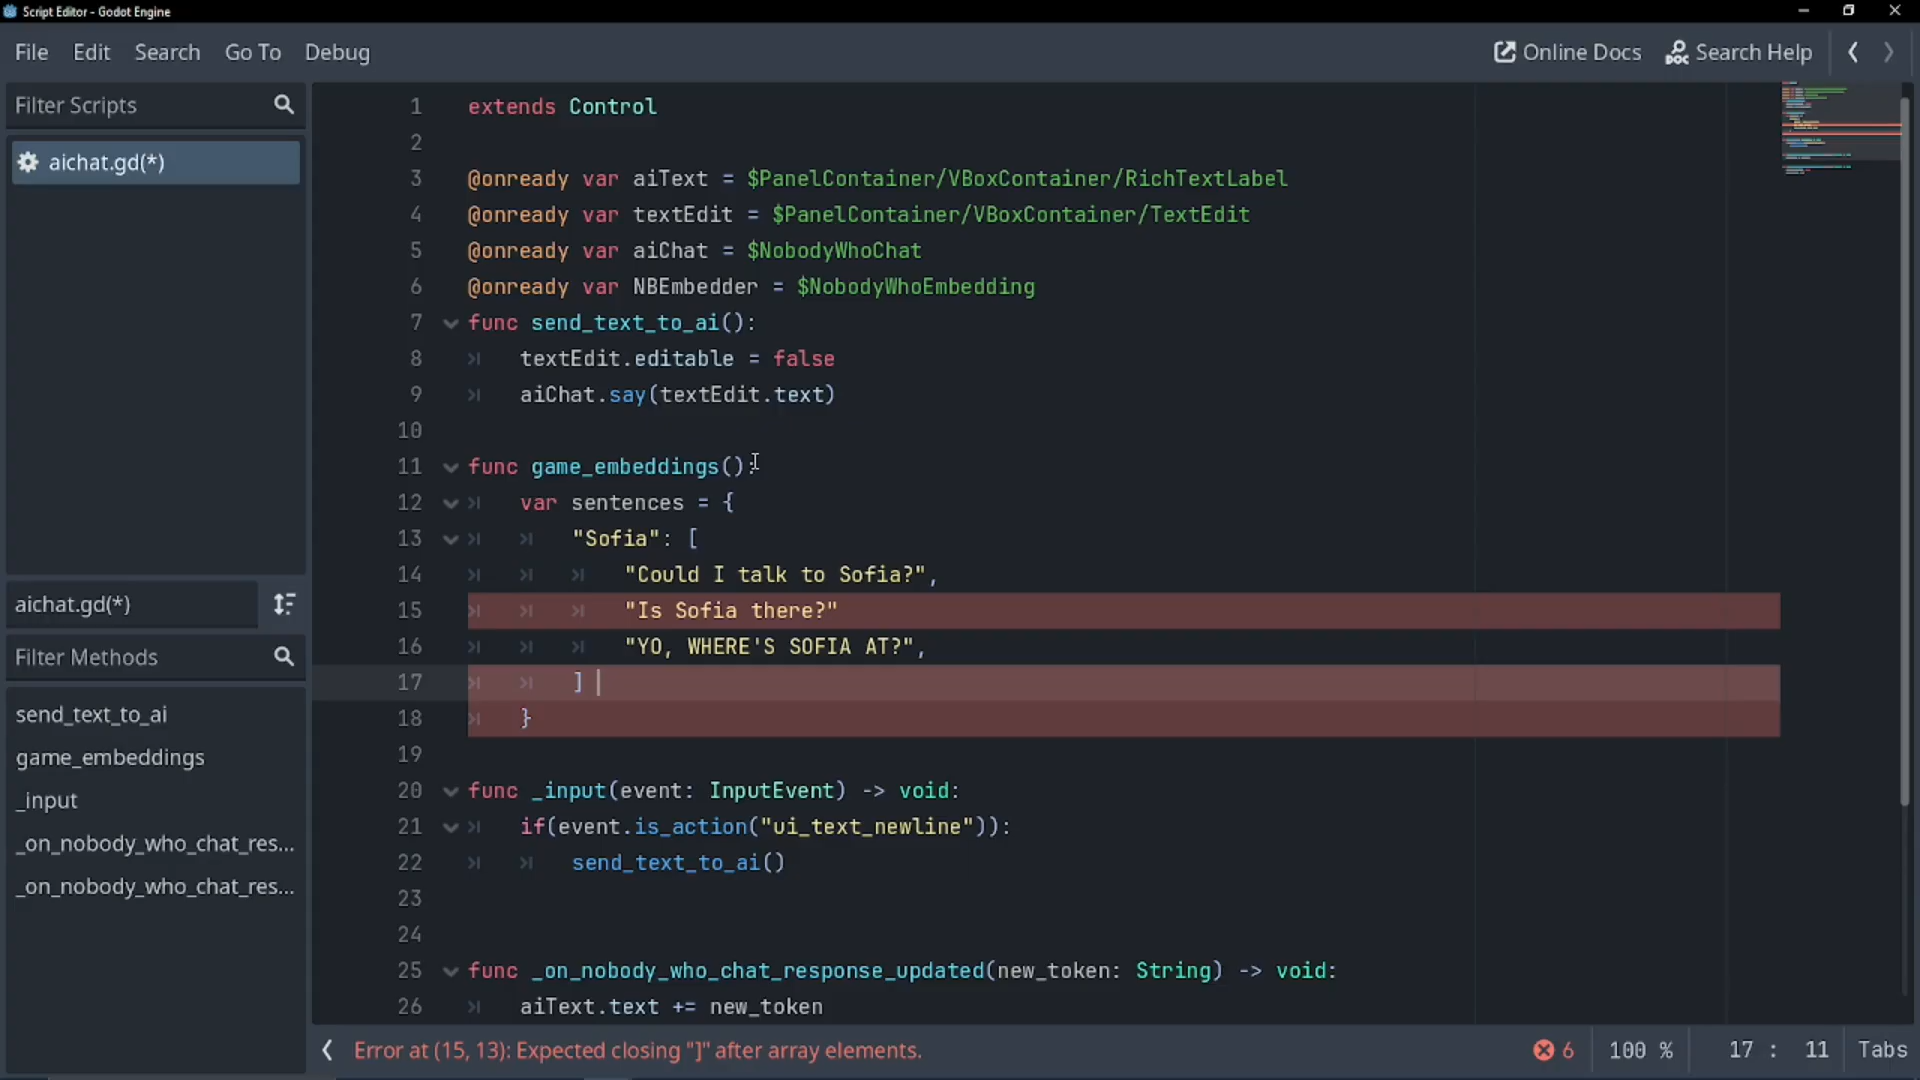 Script Editor - Godot Engine
File Edit Search Go To Debug Online Docs Search Help
Filter Scripts
aichat.gd(*)
aichat.gd(*)
Filter Methods
send_text_to_ai
game_embeddings
_input
_on_nobody_who_chat_res...
_on_nobody_who_chat_res...
1 extends Control
2
3 @onready var aiText = $PanelContainer/VBoxContainer/RichTextLabel
4 @onready var textEdit = $PanelContainer/VBoxContainer/TextEdit
5 @onready var aiChat = $NobodyWhoChat
6 @onready var NBEmbedder = $NobodyWhoEmbedding
7 func send_text_to_ai():
8 textEdit.editable = false
9 aiChat.say(textEdit.text)
10
11 func game_embeddings():
12 var sentences = {
13 "Sofia": [
14 "Could I talk to Sofia?",
15 "Is Sofia there?"
16 "YO, WHERE'S SOFIA AT?",
17 ]
18 }
19
20 func _input(event: InputEvent) -> void:
21 if(event.is_action("ui_text_newline")):
22 send_text_to_ai()
23
24
25 func _on_nobody_who_chat_response_updated(new_token: String) -> void:
26 aiText.text += new_token
Error at (15, 13): Expected closing "]" after array elements.
6 100 % 17 : 11 Tabs